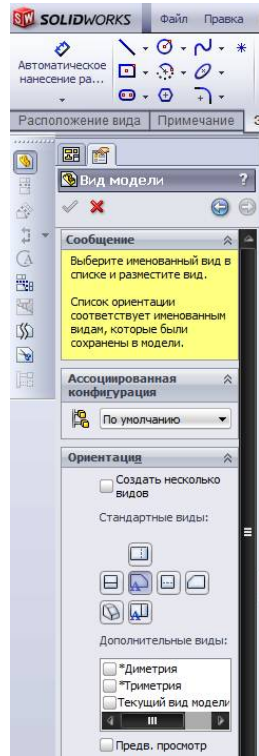 SOLIDWORKS Файл Правка
Автоматическое
нанесение ра...
Расположение вида Примечание
Вид модели ?
Сообщение
Выберите именованный вид в
списке и разместите вид.
Список ориентации
соответствует именованным
видам, которые были
сохранены в модели.
Ассоциированная
конфигурация
По умолчанию
Ориентация
Создать несколько
видов
Стандартные виды:
Дополнительные виды:
*Диметрия
*Триметрия
Текущий вид модели
Предв. просмотр